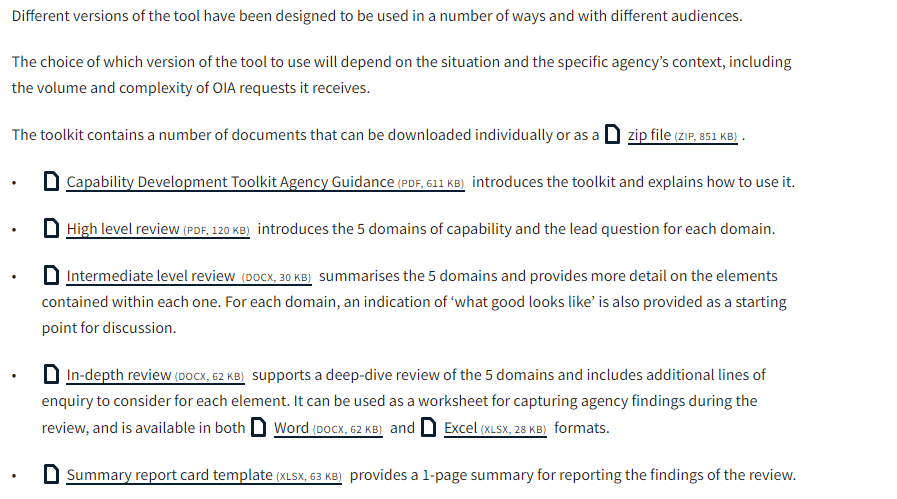 Different versions of the tool have been designed to be used in a number of ways and with different audiences.
The choice of which version of the tool to use will depend on the situation and the specific agency’s context, including
the volume and complexity of OIA requests it receives.
The toolkit contains a number of documents that can be downloaded individually or as a zip file (ZIP, 851 KB) .
• Capability Development Toolkit Agency Guidance (PDF, 611 KB) introduces the toolkit and explains how to use it.
• High level review (PDF, 120 KB) introduces the 5 domains of capability and the lead question for each domain.
• Intermediate level review (DOCX, 30 KB) summarises the 5 domains and provides more detail on the elements
contained within each one. For each domain, an indication of ‘what good looks like’ is also provided as a starting
point for discussion.
• In-depth review (DOCX, 62 KB) supports a deep-dive review of the 5 domains and includes additional lines of
enquiry to consider for each element. It can be used as a worksheet for capturing agency findings during the
review, and is available in both Word (DOCX, 62 KB) and Excel (XLSX, 28 KB) formats.
• Summary report card template (XLSX, 63 KB) provides a 1-page summary for reporting the findings of the review.